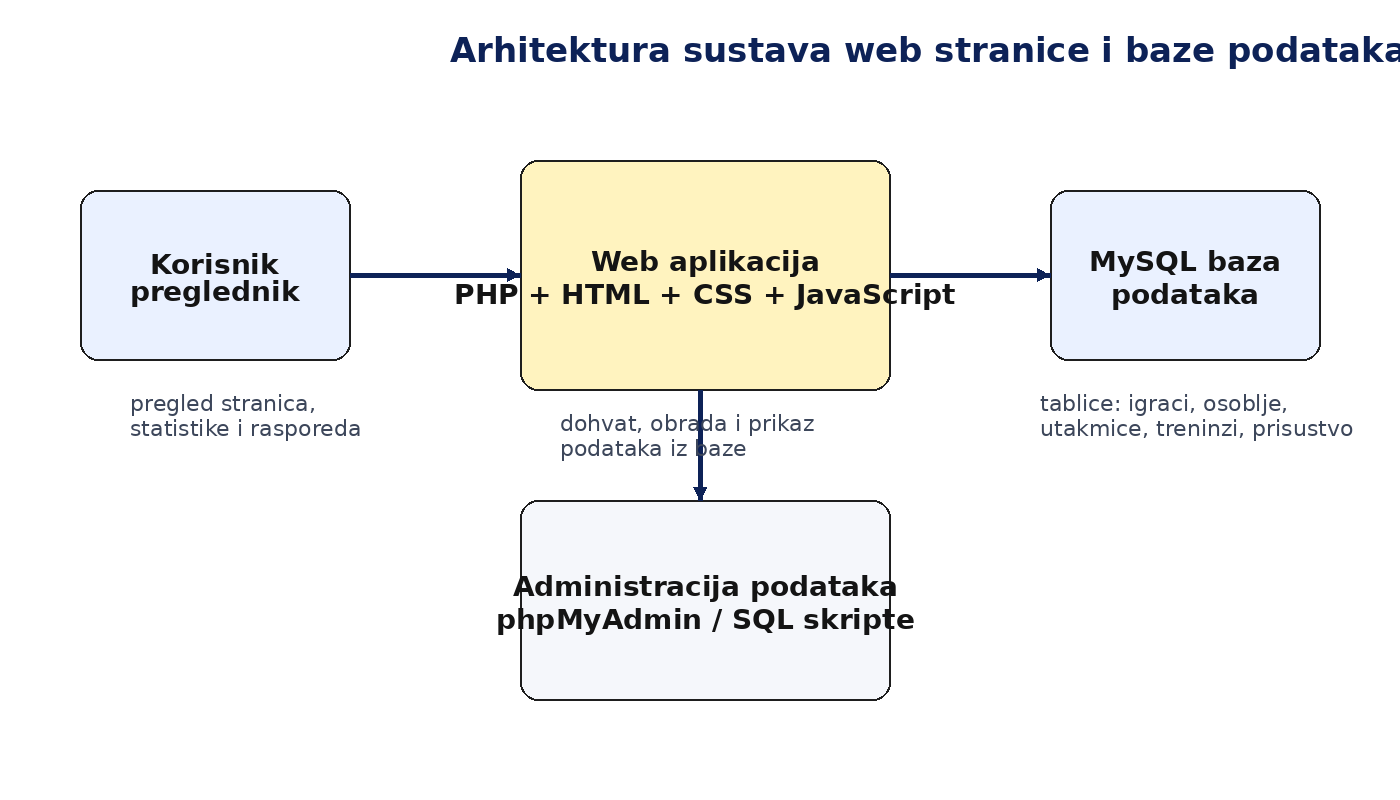 Arhitektura sustava web stranice i baze podataka
Korisnik
preglednik
Web aplikacija
PHP + HTML + CSS + JavaScript
MySQL baza
podataka
pregled stranica,
statistike i rasporeda
dohvat, obrada i prikaz
podataka iz baze
tablice: igraci, osoblje,
utakmice, treninzi, prisustvo
Administracija podataka
phpMyAdmin / SQL skripte